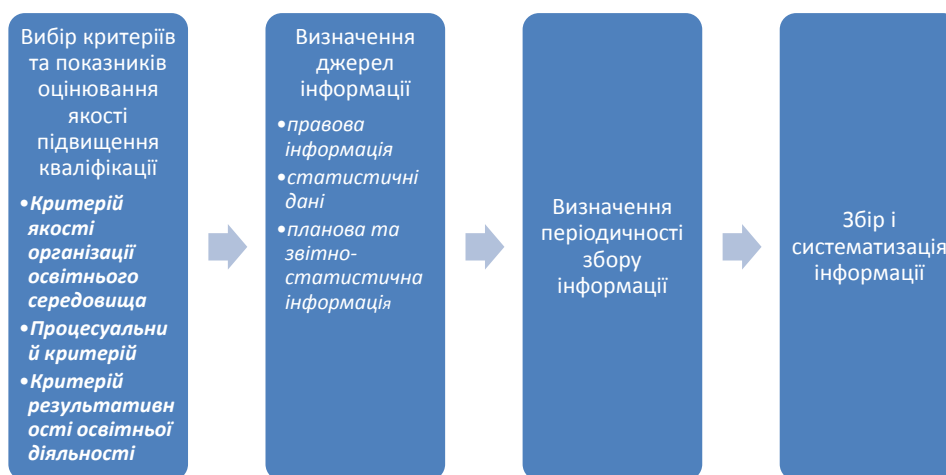 Вибір критеріїв
та показників
оцінювання
якості
підвищення
кваліфікації
•Критерій
якості
організації
освітнього
середовища
•Процесуальни
й критерій
•Критерій
результативн
ості освітньої
діяльності
Визначення
джерел
інформації
•правова
інформація
•статистичні
дані
•планова та
звітно-
статистична
інформація
Визначення
періодичності
збору
інформації
Збір і
систематизація
інформації